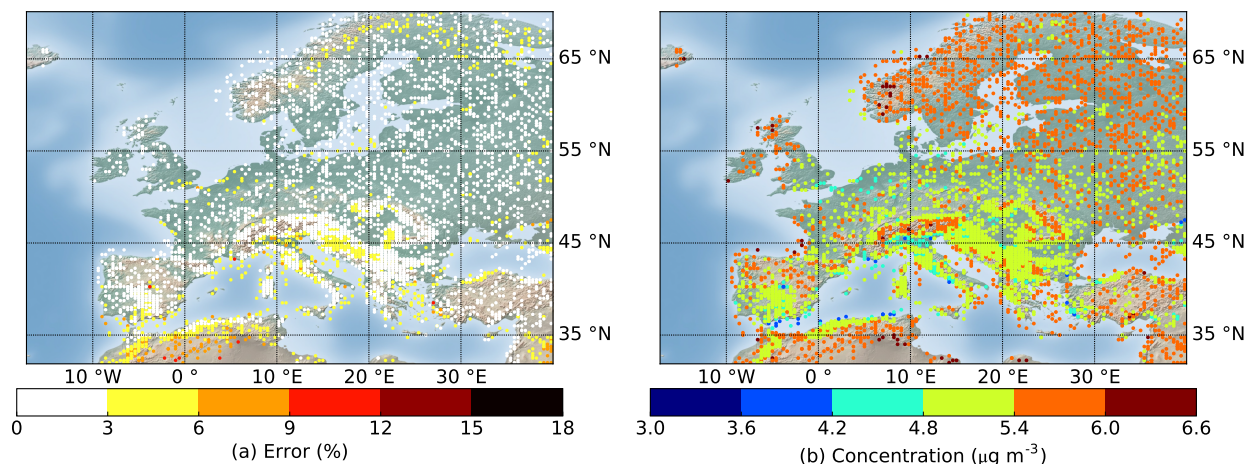 65 °N
55 °N
45 °N
35 °N
10 °W 0 ° 10 °E 20 °E 30 °E
0 3 6 9 12 15 18
(a) Error (%)
65 °N
55 °N
45 °N
35 °N
10 °W 0 ° 10 °E 20 °E 30 °E
3.0 3.6 4.2 4.8 5.4 6.0 6.6
(b) Concentration (μg m⁻³)